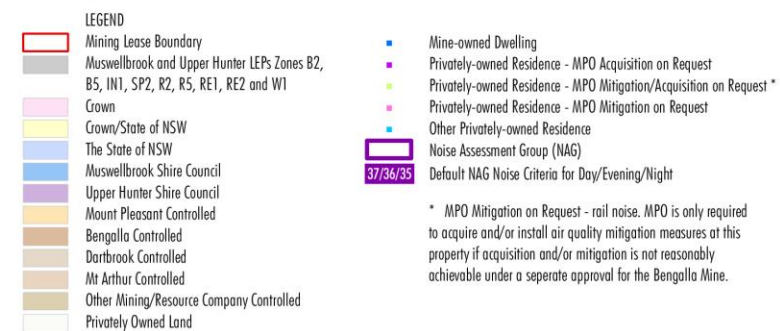 LEGEND
Mining Lease Boundary
Muswellbrook and Upper Hunter LEPs Zones B2,
B5, IN1, SP2, R2, R5, RE1, RE2 and W1
Crown
Crown/State of NSW
The State of NSW
Muswellbrook Shire Council
Upper Hunter Shire Council
Mount Pleasant Controlled
Bengalla Controlled
Dartbrook Controlled
Mt Arthur Controlled
Other Mining/Resource Company Controlled
Privately Owned Land
Mine-owned Dwelling
Privately-owned Residence - MPO Acquisition on Request
Privately-owned Residence - MPO Mitigation/Acquisition on Request *
Privately-owned Residence - MPO Mitigation on Request
Other Privately-owned Residence
Noise Assessment Group (NAG)
37/36/35 Default NAG Noise Criteria for Day/Evening/Night
* MPO Mitigation on Request - rail noise. MPO is only required
to acquire and/or install air quality mitigation measures at this
property if acquisition and/or mitigation is not reasonably
achievable under a seperate approval for the Bengalla Mine.